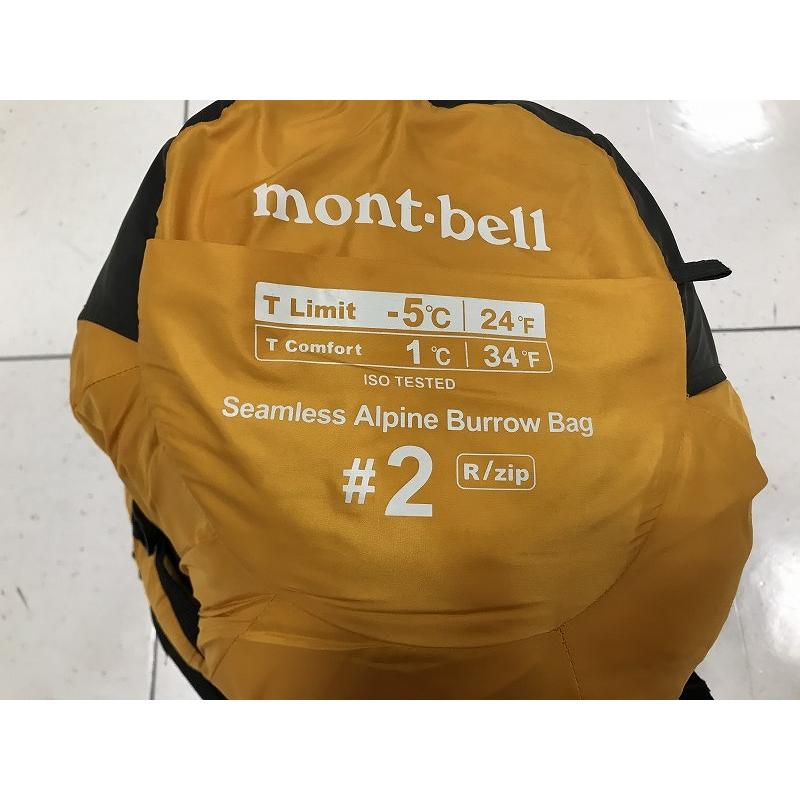 mont-bell
T Limit -5℃ 24°F
T Comfort 1℃ 34°F
ISO TESTED
Seamless Alpine Burrow Bag
#2 R/zip